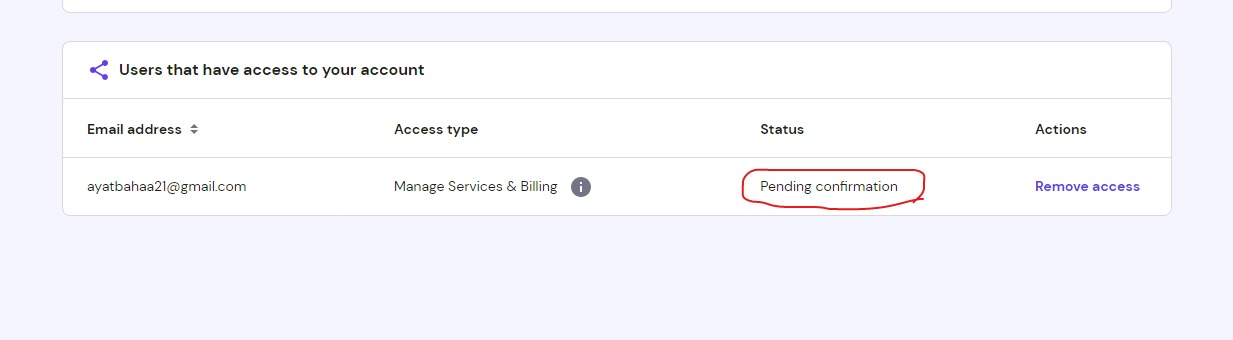 Users that have access to your account
Email address Access type Status Actions
ayatbahaa21@gmail.com Manage Services & Billing Pending confirmation Remove access